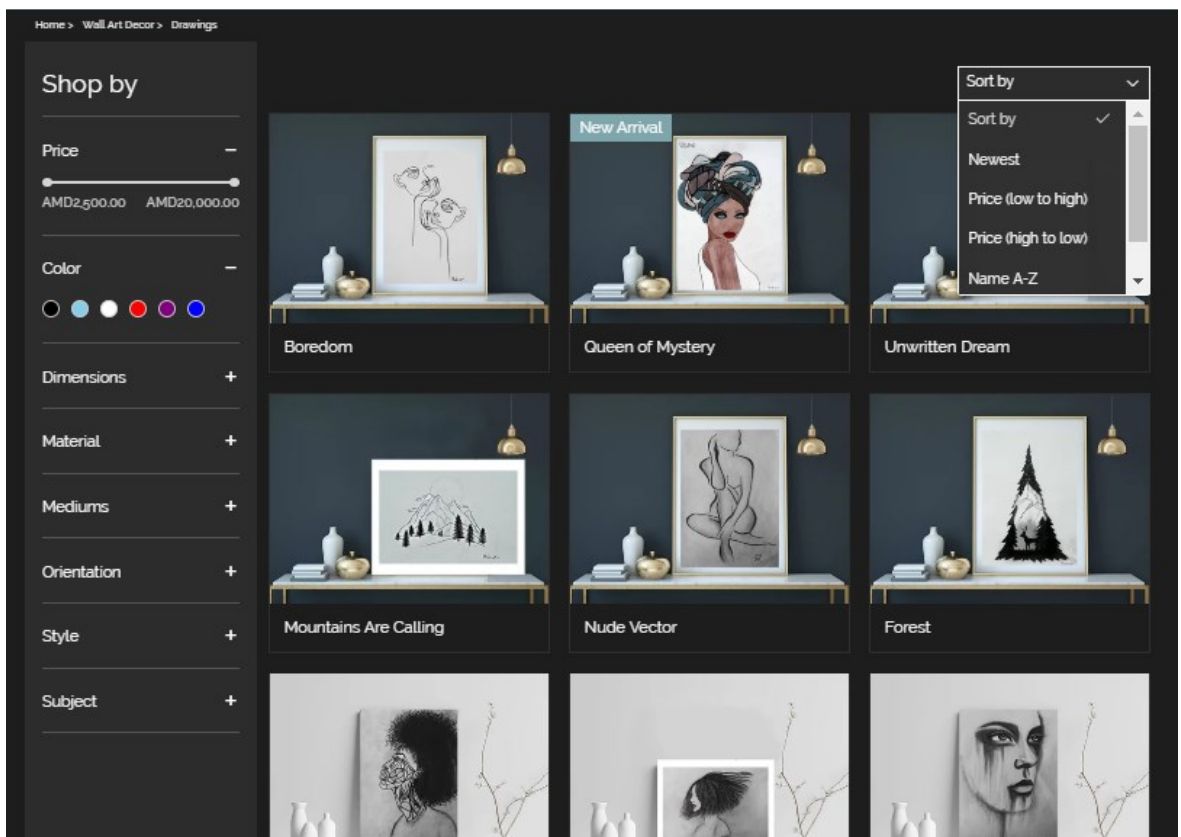 Home > Wall Art Decor > Drawings
Shop by
Price −
AMD2,500.00 AMD20,000.00
Color −
Dimensions +
Material +
Mediums +
Orientation +
Style +
Subject +
Sort by
Sort by
Newest
Price (low to high)
Price (high to low)
Name A-Z
New Arrival
Boredom
Queen of Mystery
Unwritten Dream
Mountains Are Calling
Nude Vector
Forest